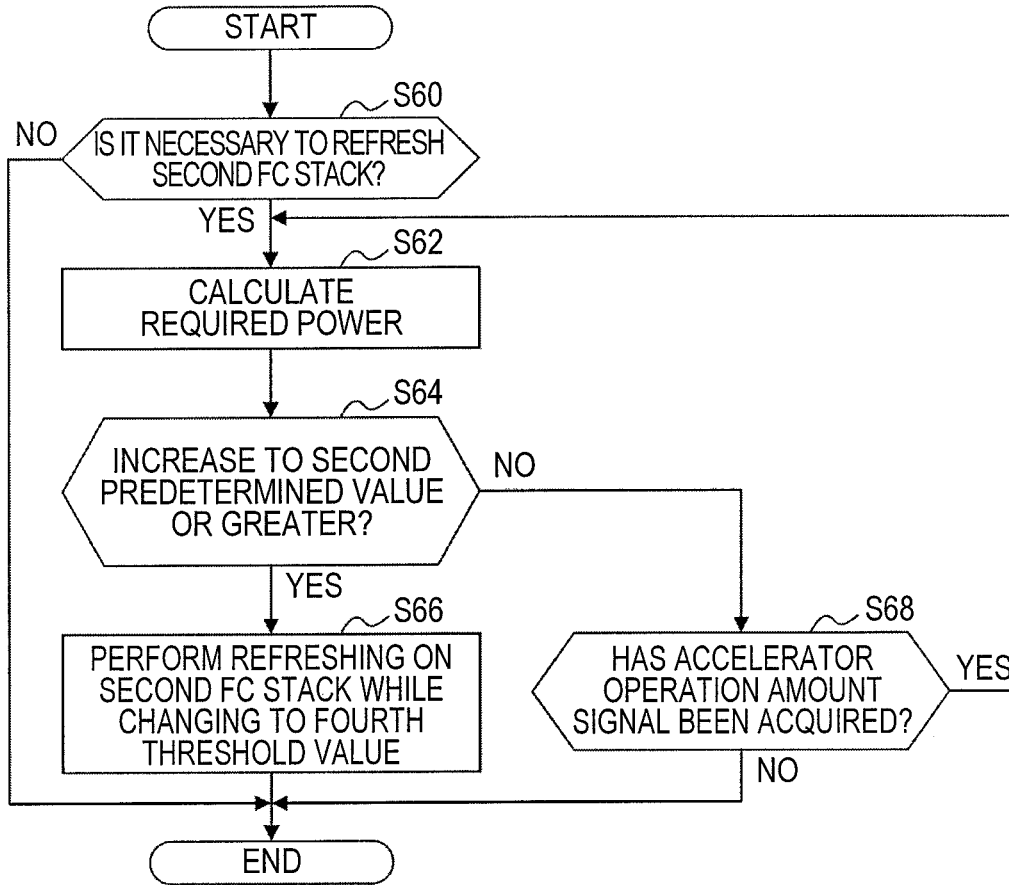 START
S60
NO
IS IT NECESSARY TO REFRESH
SECOND FC STACK?
YES
S62
CALCULATE
REQUIRED POWER
S64
INCREASE TO SECOND
PREDETERMINED VALUE
OR GREATER?
NO
YES
S66
PERFORM REFRESHING ON
SECOND FC STACK WHILE
CHANGING TO FOURTH
THRESHOLD VALUE
S68
HAS ACCELERATOR
OPERATION AMOUNT
SIGNAL BEEN ACQUIRED?
YES
NO
END